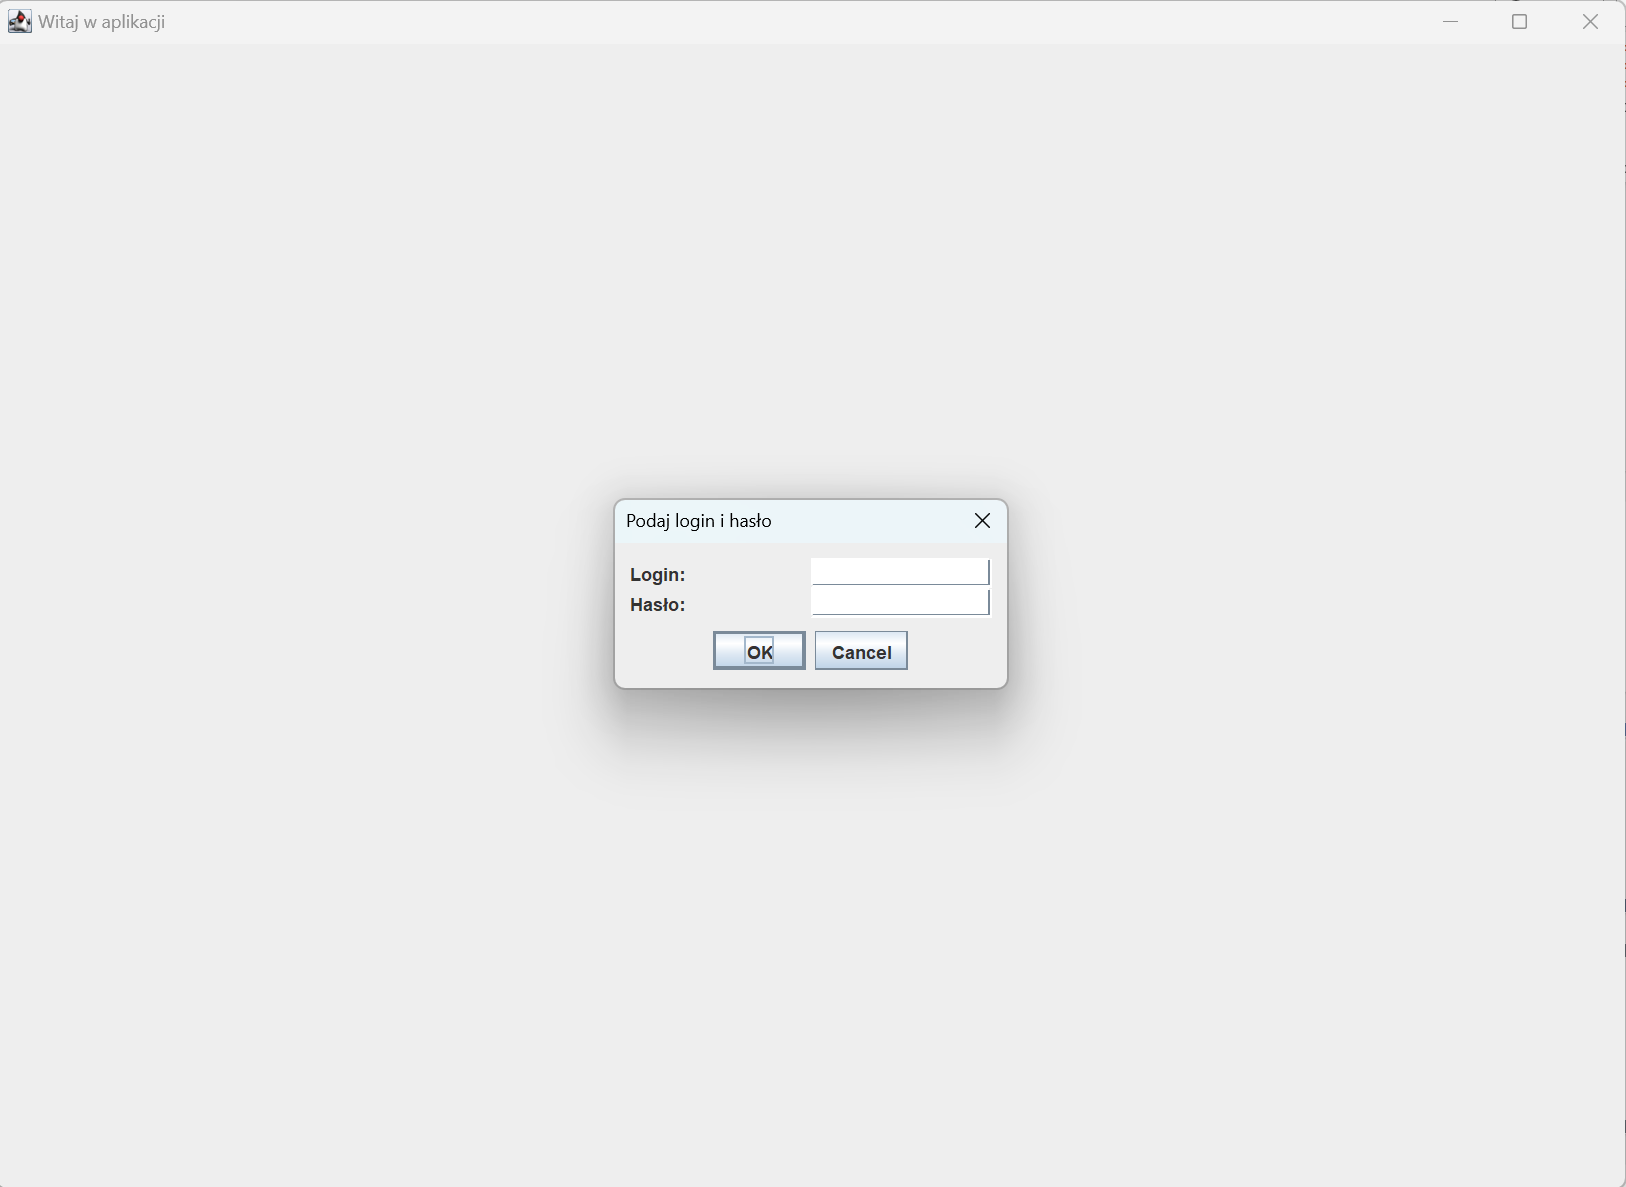 Witaj w aplikacji
Podaj login i hasło
Login:
Hasło:
OK Cancel